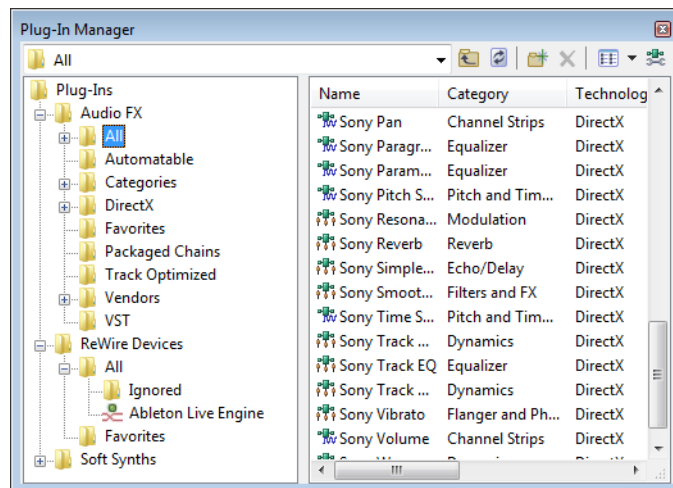 Plug-In Manager
All
Plug-Ins
Audio FX
All
Automatable
Categories
DirectX
Favorites
Packaged Chains
Track Optimized
Vendors
VST
ReWire Devices
All
Ignored
Ableton Live Engine
Favorites
Soft Synths
Name Category Technolog
Sony Pan Channel Strips DirectX
Sony Paragr... Equalizer DirectX
Sony Param... Equalizer DirectX
Sony Pitch S... Pitch and Tim... DirectX
Sony Resona... Modulation DirectX
Sony Reverb Reverb DirectX
Sony Simple... Echo/Delay DirectX
Sony Smoot... Filters and FX DirectX
Sony Time S... Pitch and Tim... DirectX
Sony Track ... Dynamics DirectX
Sony Track EQ Equalizer DirectX
Sony Track ... Dynamics DirectX
Sony Vibrato Flanger and Ph... DirectX
Sony Volume Channel Strips DirectX